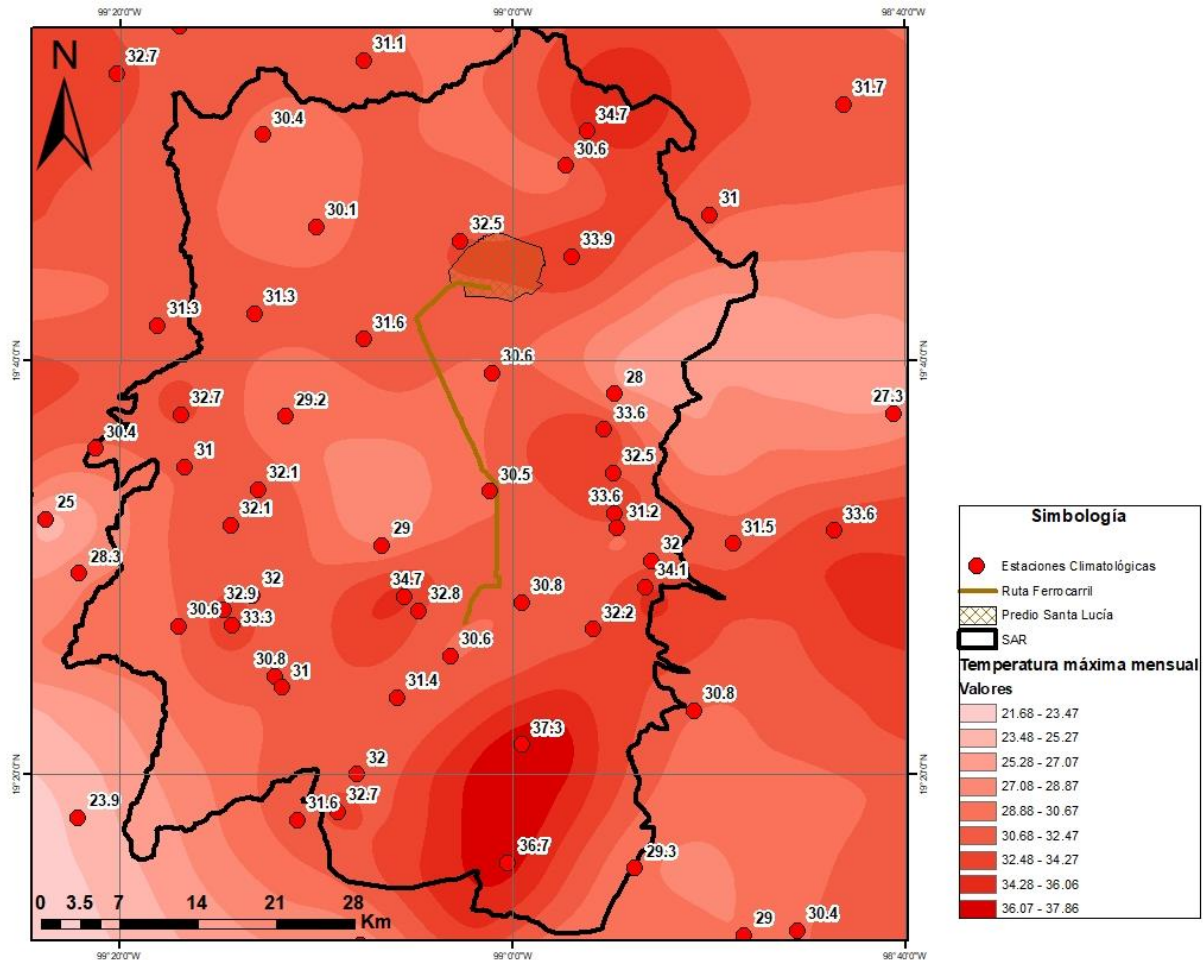 99°20'0"W
99°0'0"W
98°40'0"W
N
32.7
31.1
31.7
30.4
34.7
30.6
31
30.1
32.5
33.9
31.3
31.3
31.6
19°40'0"N
19°40'0"N
30.6
28
27.3
32.7
29.2
33.6
30.4
31
32.5
32.1
30.5
25
32.1
33.6
31.2
31.5
33.6
29
28.3
32
32
34.7
34.1
32.9
32.8
30.8
30.6
33.3
32.2
30.6
30.8
31
31.4
30.8
37.3
19°20'0"N
19°20'0"N
32
23.9
31.6
32.7
36.7
29.3
29
30.4
0 3.5 7 14 21 28
Km
99°20'0"W
99°0'0"W
98°40'0"W
Simbología
Estaciones Climatológicas
Ruta Ferrocarril
Predio Santa Lucía
SAR
Temperatura máxima mensual
Valores
21.68 - 23.47
23.48 - 25.27
25.28 - 27.07
27.08 - 28.87
28.88 - 30.67
30.68 - 32.47
32.48 - 34.27
34.28 - 36.06
36.07 - 37.86